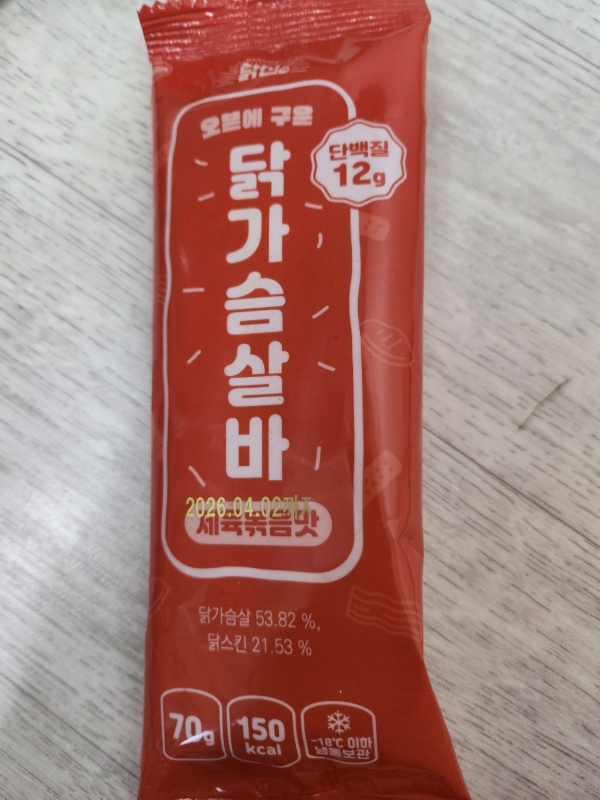 오븐에 구운
단백질
12g
닭가슴살바
2026.04.02까지
제육볶음맛
닭가슴살 53.82 %,
닭스킨 21.53 %
70g
150
kcal
-18℃ 이하
냉동보관